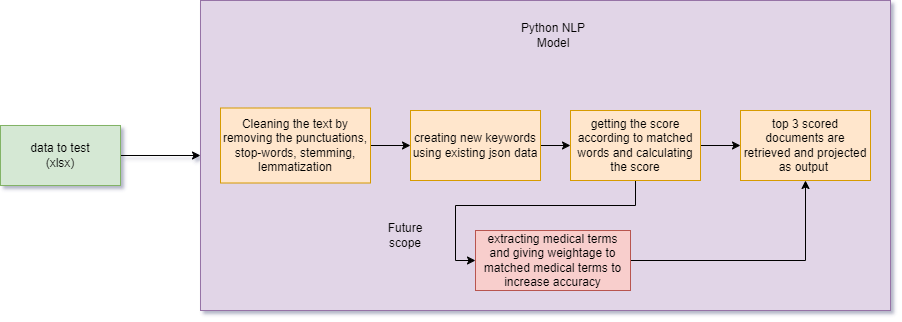 Python NLP
Model
data to test
(xlsx)
Cleaning the text by
removing the punctuations,
stop-words, stemming,
lemmatization
creating new keywords
using existing json data
getting the score
according to matched
words and calculating
the score
top 3 scored
documents are
retrieved and projected
as output
Future
scope
extracting medical terms
and giving weightage to
matched medical terms to
increase accuracy